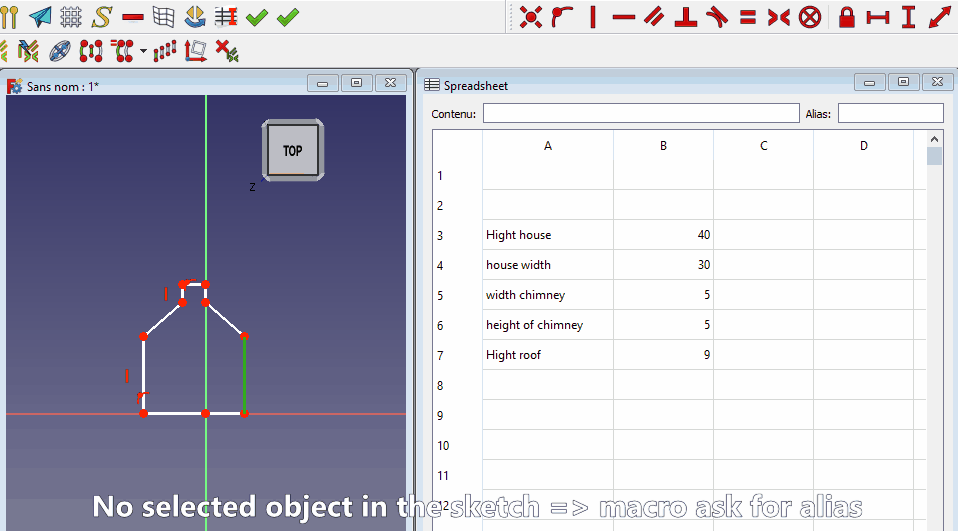 Sans nom : 1*
TOP
Z
Spreadsheet
Contenu:
Alias:
A B C D
1
2
3 Hight house 40
4 house width 30
5 width chimney 5
6 height of chimney 5
7 Hight roof 9
8
9
10
11
12
No selected object in the sketch => macro ask for alias